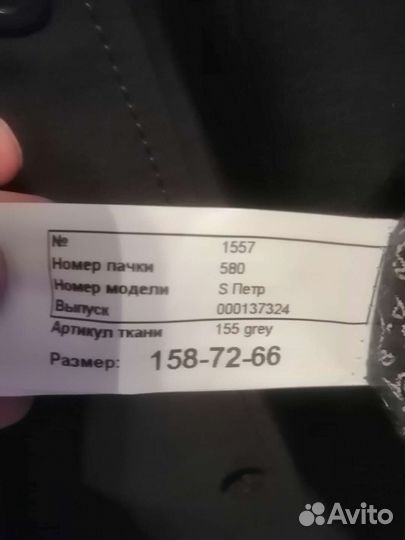 № 1557
Номер пачки 580
Номер модели S Петр
Выпуск 000137324
Артикул ткани 155 grey
Размер: 158-72-66
Avito